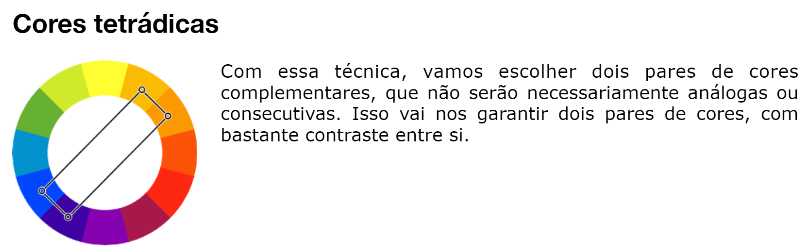 Cores tetrádicas
Com essa técnica, vamos escolher dois pares de cores
complementares, que não serão necessariamente análogas ou
consecutivas. Isso vai nos garantir dois pares de cores, com
bastante contraste entre si.